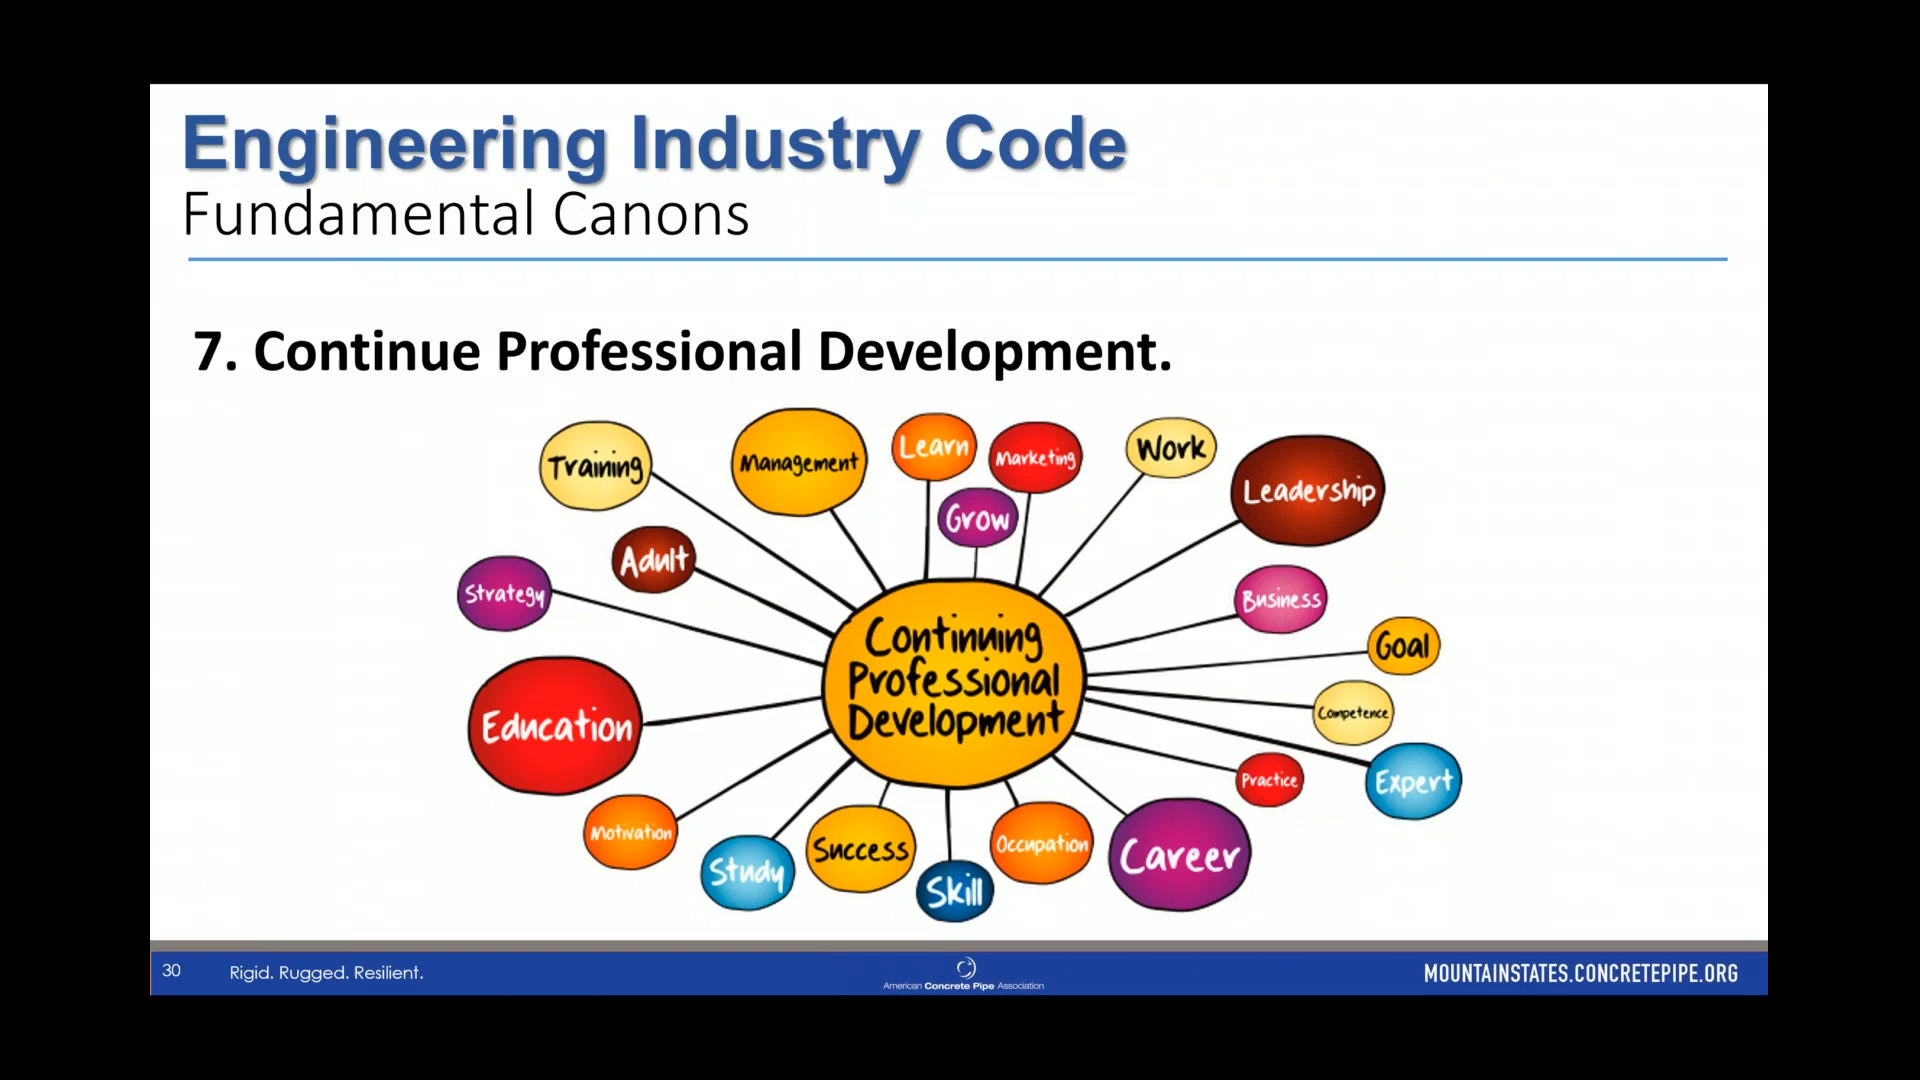 Engineering Industry Code
Fundamental Canons
7. Continue Professional Development.
Training
Management
Learn
Marketing
Work
Leadership
Grow
Adult
Strategy
Business
Goal
Continuing
Professional
Development
Education
Competence
Expert
Practice
Motivation
Study
Success
Skill
Occupation
Career
30
Rigid. Rugged. Resilient.
American Concrete Pipe Association
MOUNTAINSTATES.CONCRETEPIPE.ORG